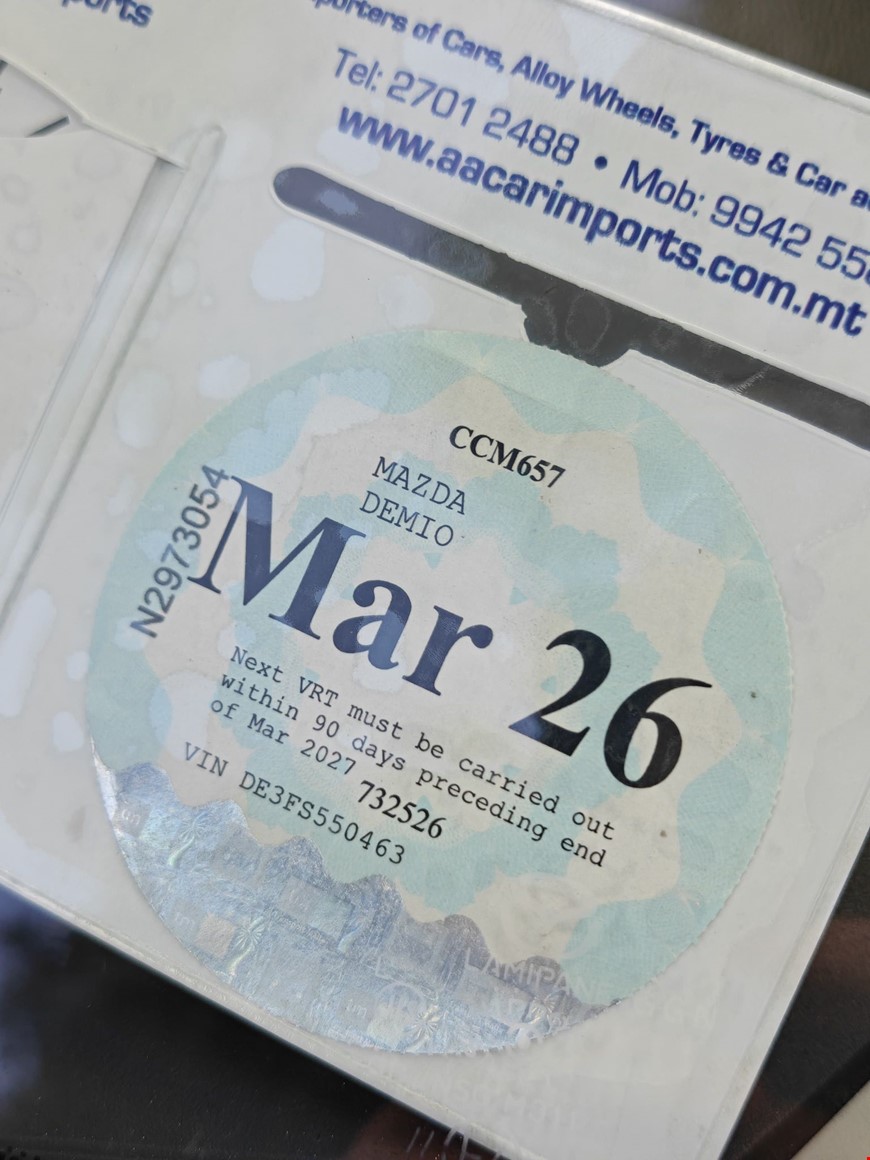 ports
porters of Cars, Alloy Wheels, Tyres & Car
Tel: 2701 2488 • Mob: 9942 55
www.aacarimports.com.mt
CCM657
MAZDA
DEMIO
N2973054
Mar 26
Next VRT must be carried out
within 90 days preceding end
of Mar 2027
732526
VIN DE3FS550463